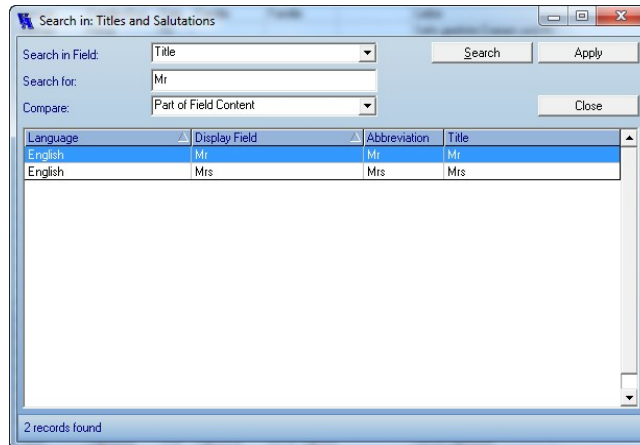 Search in: Titles and Salutations
Search in Field: Title Search Apply
Search for: Mr
Compare: Part of Field Content Close
Language Display Field Abbreviation Title
English Mr Mr Mr
English Mrs Mrs Mrs
2 records found